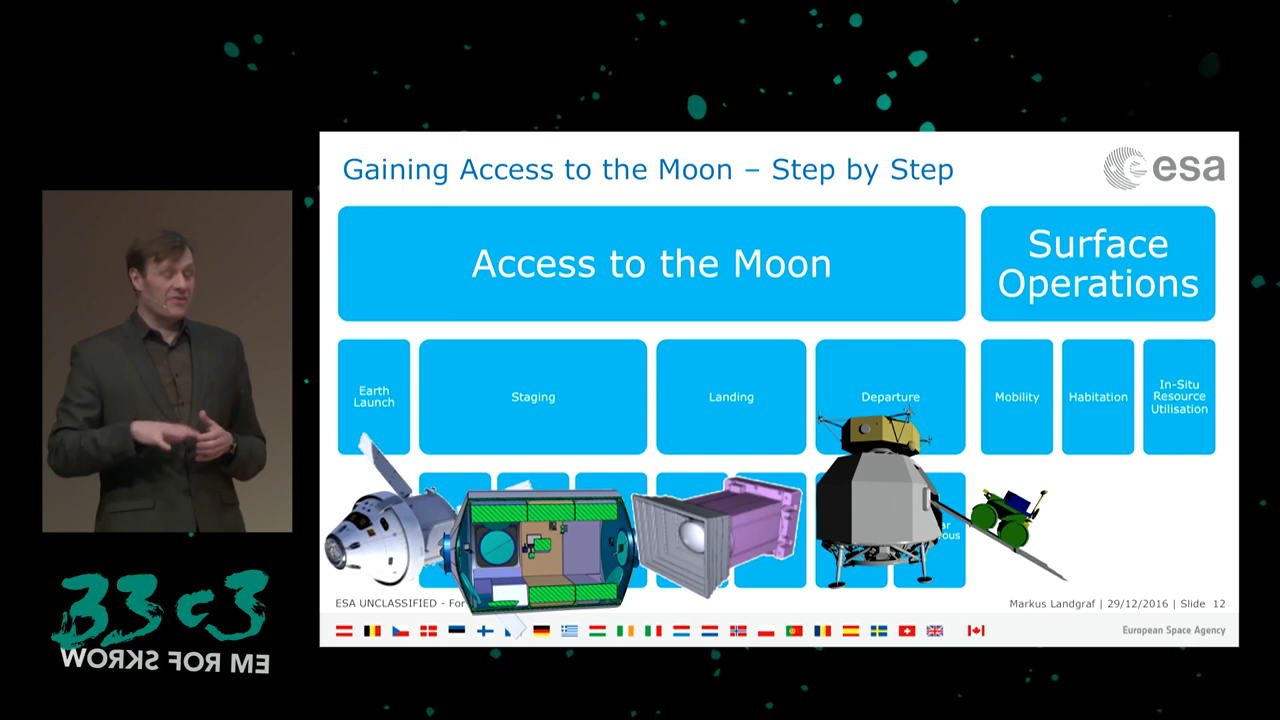 Gaining Access to the Moon – Step by Step
esa
Access to the Moon
Surface
Operations
Earth
Launch
Staging
Landing
Departure
Mobility
Habitation
In-Situ
Resource
Utilisation
ESA UNCLASSIFIED - For
Markus Landgraf | 29/12/2016 | Slide 12
European Space Agency
33c3
WORKS FOR ME